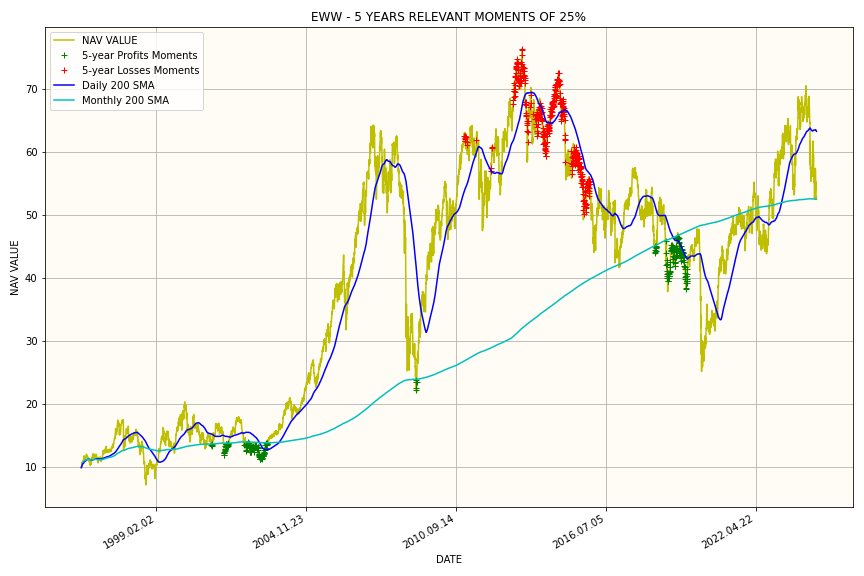 EWW - 5 YEARS RELEVANT MOMENTS OF 25%
NAV VALUE
5-year Profits Moments
5-year Losses Moments
Daily 200 SMA
Monthly 200 SMA
NAV VALUE
70
60
50
40
30
20
10
1999.02.02
2004.11.23
2010.09.14
2016.07.05
2022.04.22
DATE